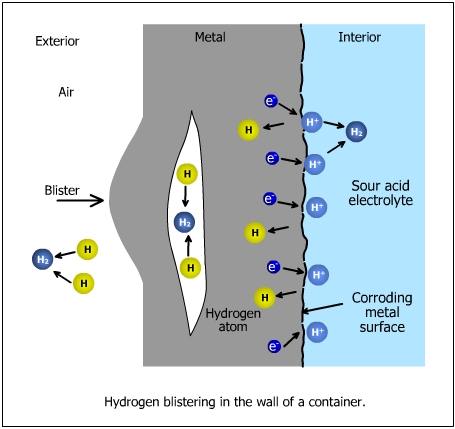 Exterior
Metal
Interior
Air
e⁻
H
H⁺
H₂
e⁻
H⁺
H
Blister
H₂
Sour acid
electrolyte
e⁻
H⁺
H
H
H₂
H
H
e⁻
H⁺
H
Hydrogen
atom
Corroding
metal
surface
e⁻
H⁺
Hydrogen blistering in the wall of a container.